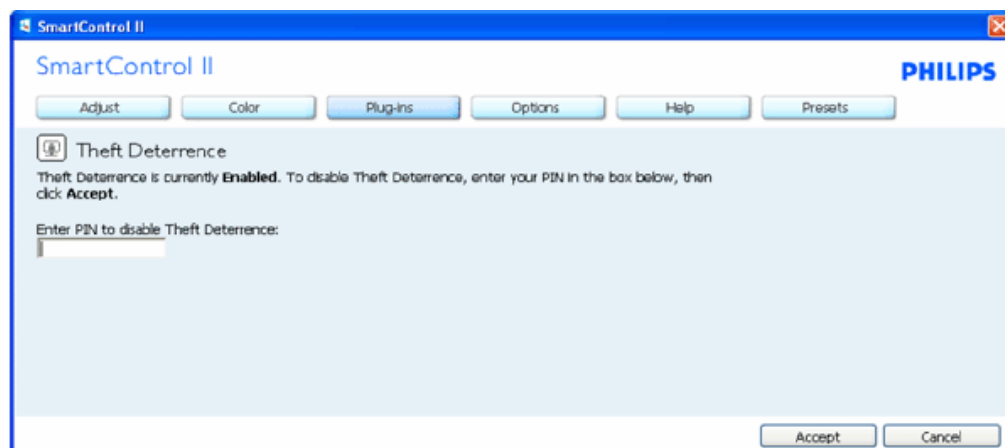 SmartControl II
SmartControl II
PHILIPS
Adjust Color Plug-ins Options Help Presets
Theft Deterrence
Theft Deterrence is currently Enabled. To disable Theft Deterrence, enter your PIN in the box below, then
click Accept.
Enter PIN to disable Theft Deterrence:
Accept Cancel